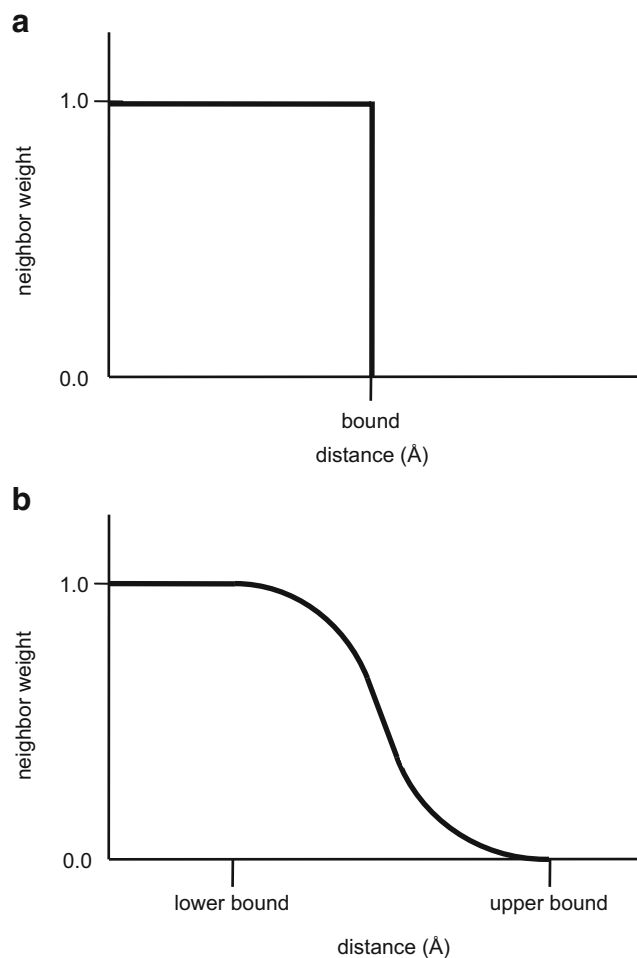 a
1.0
neighbor weight
0.0
bound
distance (Å)
b
1.0
neighbor weight
0.0
lower bound
upper bound
distance (Å)